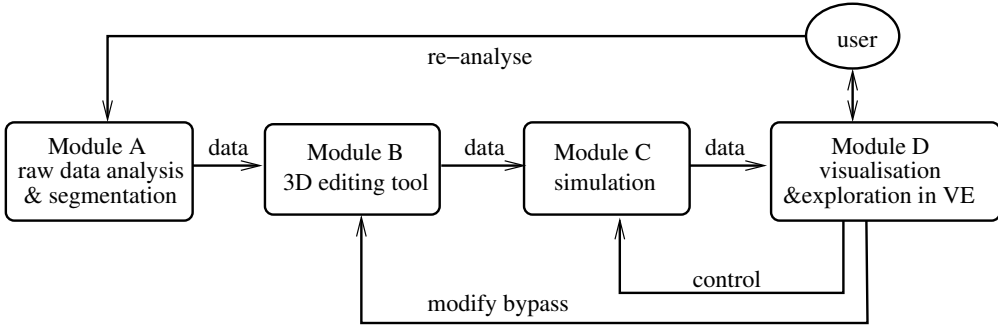 user
re−analyse
Module A
raw data analysis
& segmentation
data
Module B
3D editing tool
data
Module C
simulation
data
Module D
visualisation
&exploration in VE
control
modify bypass